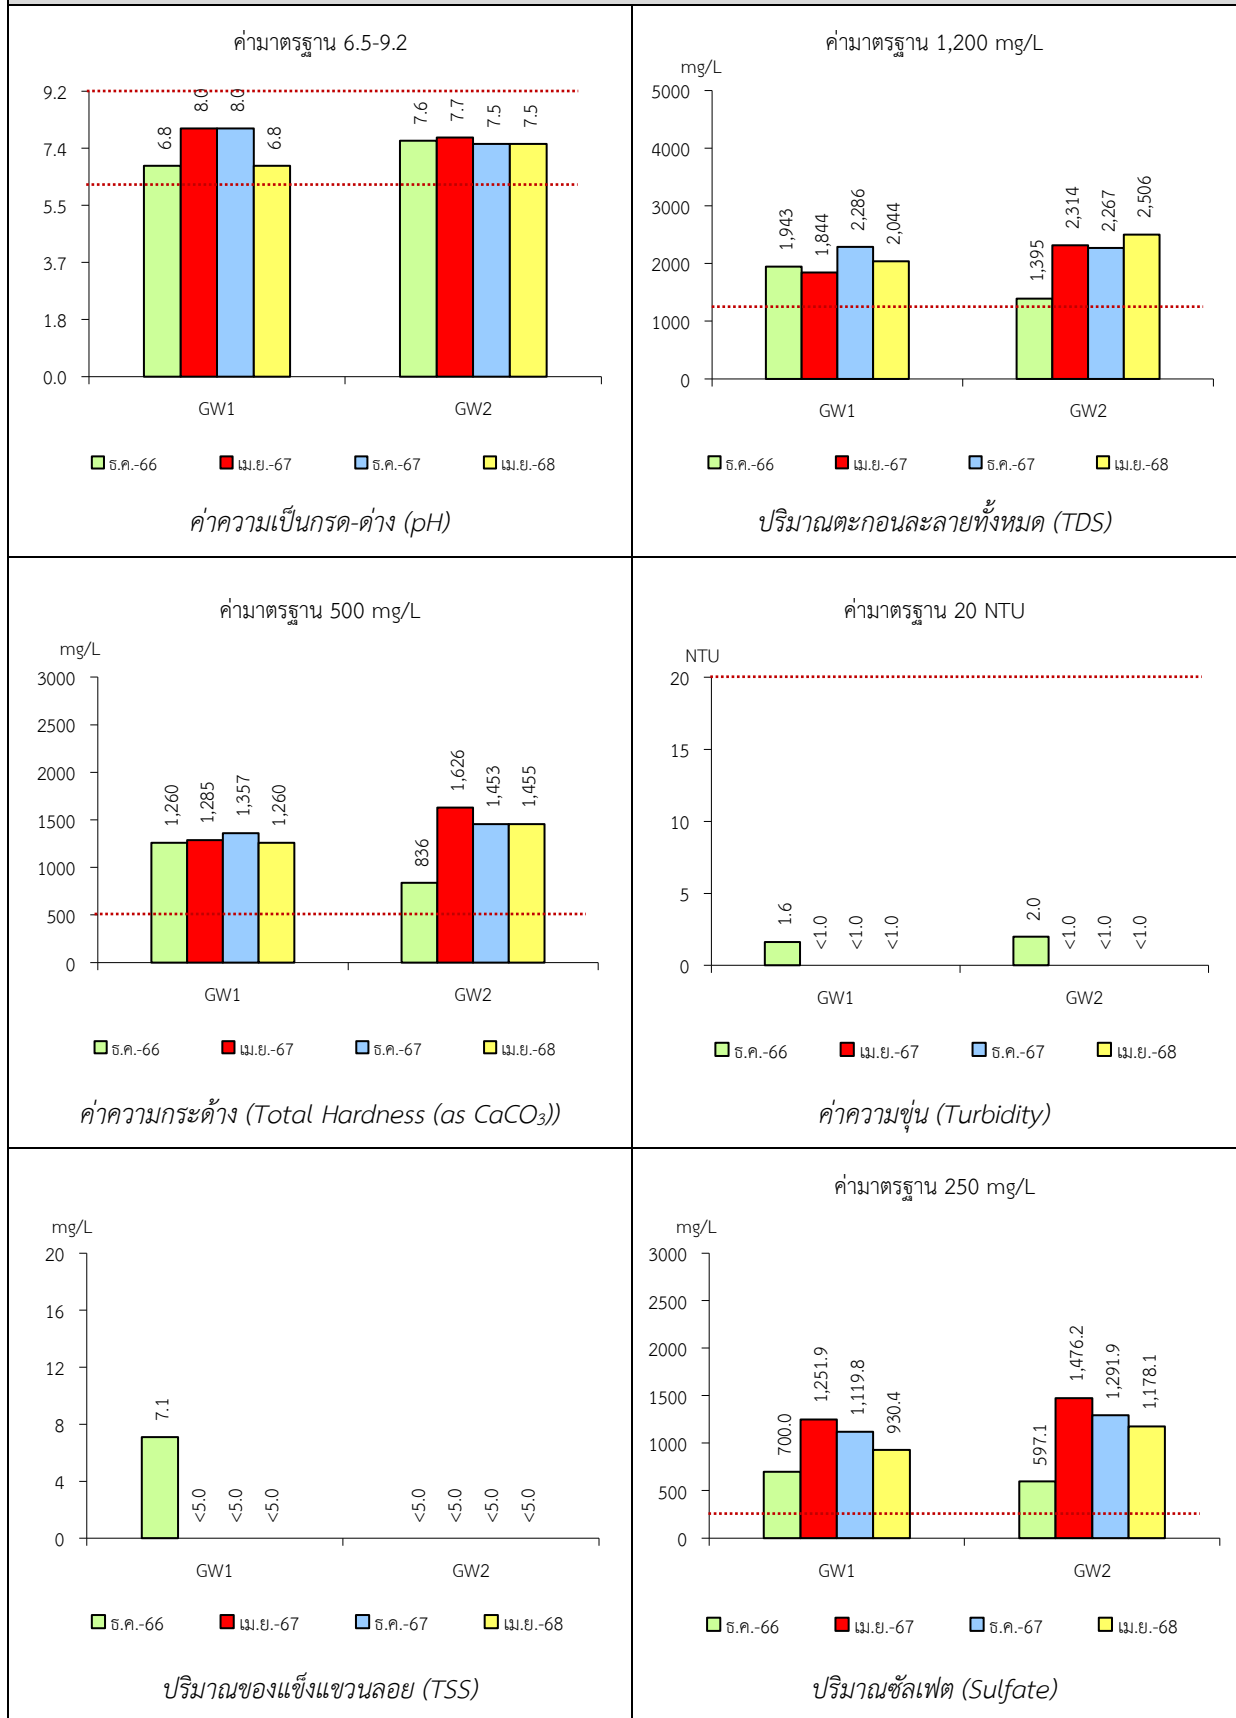 ค่ามาตรฐาน 6.5-9.2
9.2
7.4
5.5
3.7
1.8
0.0
6.8
8.0
8.0
6.8
7.6
7.7
7.5
7.5
GW1
GW2
ธ.ค.-66 เม.ย.-67 ธ.ค.-67 เม.ย.-68
ค่าความเป็นกรด-ด่าง (pH)
ค่ามาตรฐาน 1,200 mg/L
mg/L
5000
4000
3000
2000
1000
0
1,943
1,844
2,286
2,044
1,395
2,314
2,267
2,506
GW1
GW2
ธ.ค.-66 เม.ย.-67 ธ.ค.-67 เม.ย.-68
ปริมาณตะกอนละลายทั้งหมด (TDS)
ค่ามาตรฐาน 500 mg/L
mg/L
3000
2500
2000
1500
1000
500
0
1,260
1,285
1,357
1,260
836
1,626
1,453
1,455
GW1
GW2
ธ.ค.-66 เม.ย.-67 ธ.ค.-67 เม.ย.-68
ค่าความกระด้าง (Total Hardness (as CaCO₃))
ค่ามาตรฐาน 20 NTU
NTU
20
15
10
5
0
1.6
<1.0
<1.0
<1.0
2.0
<1.0
<1.0
<1.0
GW1
GW2
ธ.ค.-66 เม.ย.-67 ธ.ค.-67 เม.ย.-68
ค่าความขุ่น (Turbidity)
mg/L
20
16
12
8
4
0
7.1
<5.0
<5.0
<5.0
<5.0
<5.0
<5.0
<5.0
GW1
GW2
ธ.ค.-66 เม.ย.-67 ธ.ค.-67 เม.ย.-68
ปริมาณของแข็งแขวนลอย (TSS)
ค่ามาตรฐาน 250 mg/L
mg/L
3000
2500
2000
1500
1000
500
0
700.0
1,251.9
1,119.8
930.4
597.1
1,476.2
1,291.9
1,178.1
GW1
GW2
ธ.ค.-66 เม.ย.-67 ธ.ค.-67 เม.ย.-68
ปริมาณซัลเฟต (Sulfate)